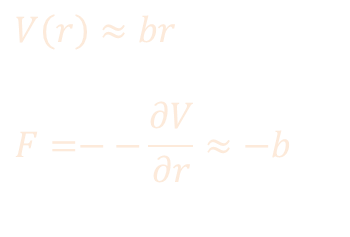 V(r) ≈ br
F =− − ∂V/∂r ≈ −b